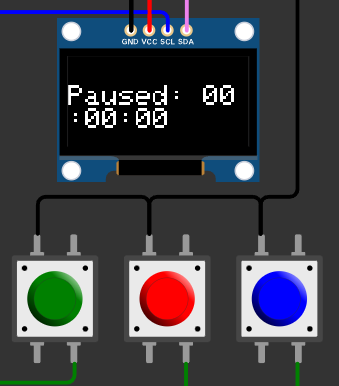 GND VCC SCL SDA
Paused: 00
:00:00